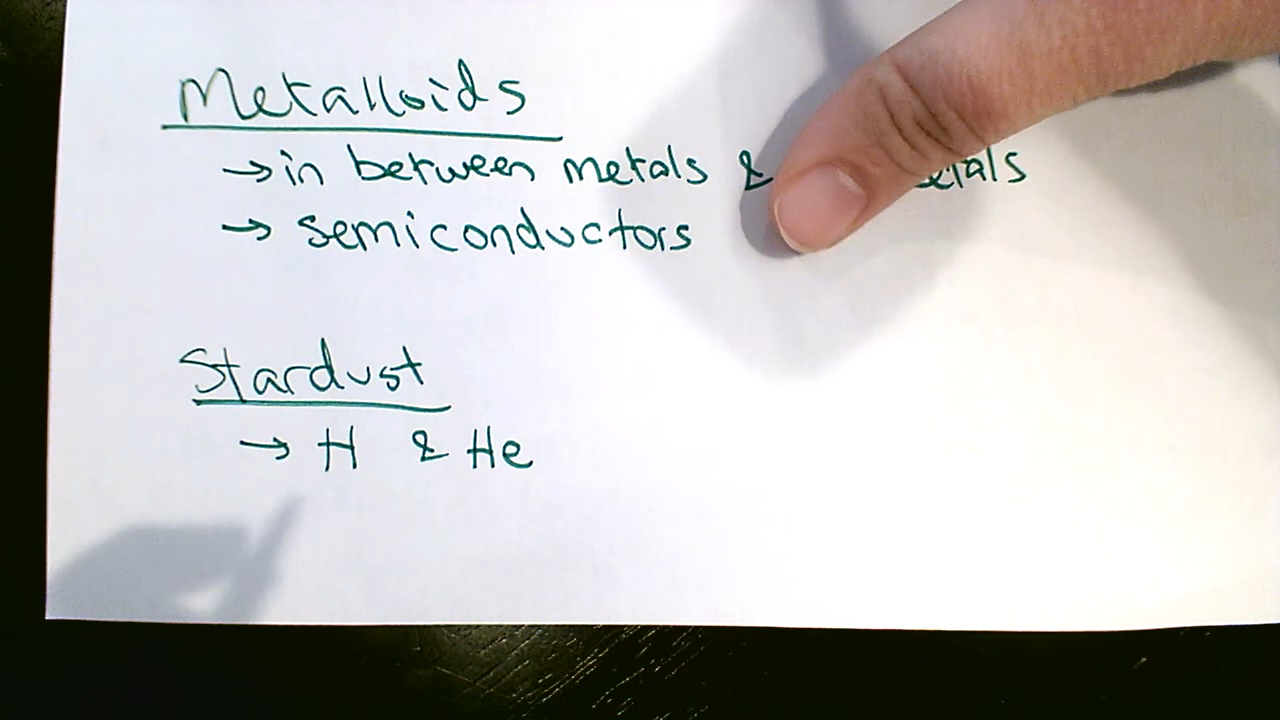 Metalloids
→ in between metals &
→ semiconductors
Stardust
→ H & He